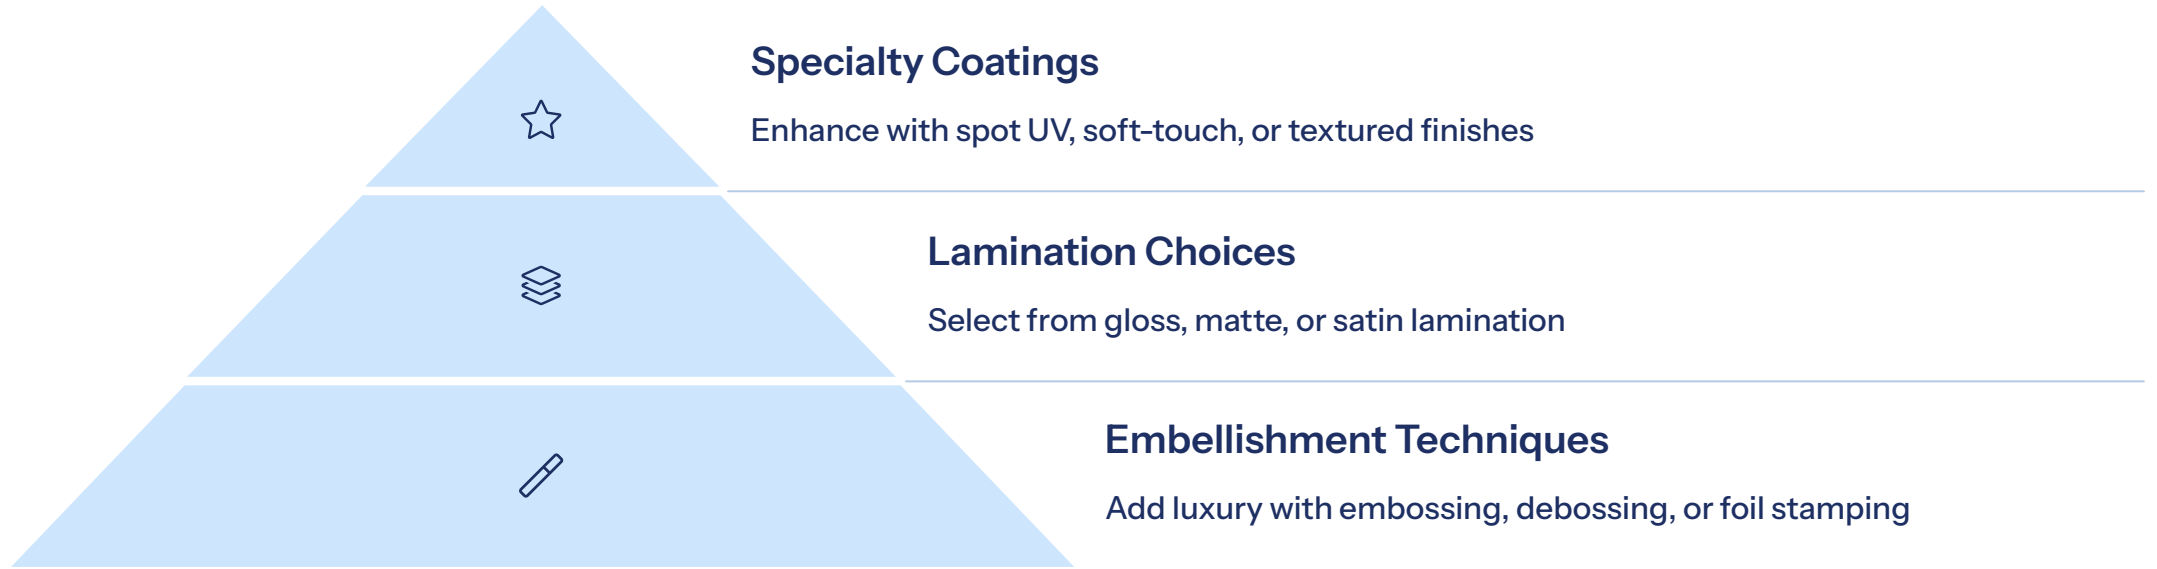 Specialty Coatings
Enhance with spot UV, soft-touch, or textured finishes
Lamination Choices
Select from gloss, matte, or satin lamination
Embellishment Techniques
Add luxury with embossing, debossing, or foil stamping